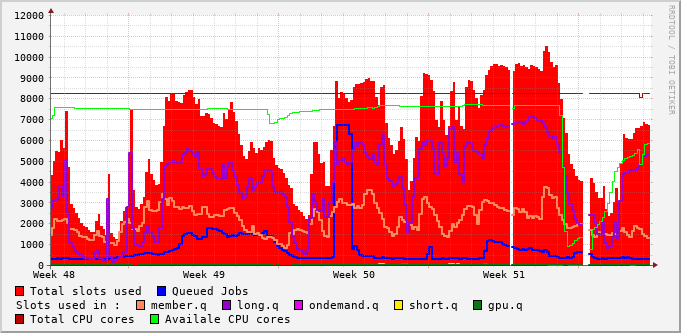 12000
11000
10000
9000
8000
7000
6000
5000
4000
3000
2000
1000
0
Week 48 Week 49 Week 50 Week 51
RRDTOOL / TOBI OETIKER
Total slots used Queued Jobs
Slots used in : member.q long.q ondemand.q short.q gpu.q
Total CPU cores Availale CPU cores